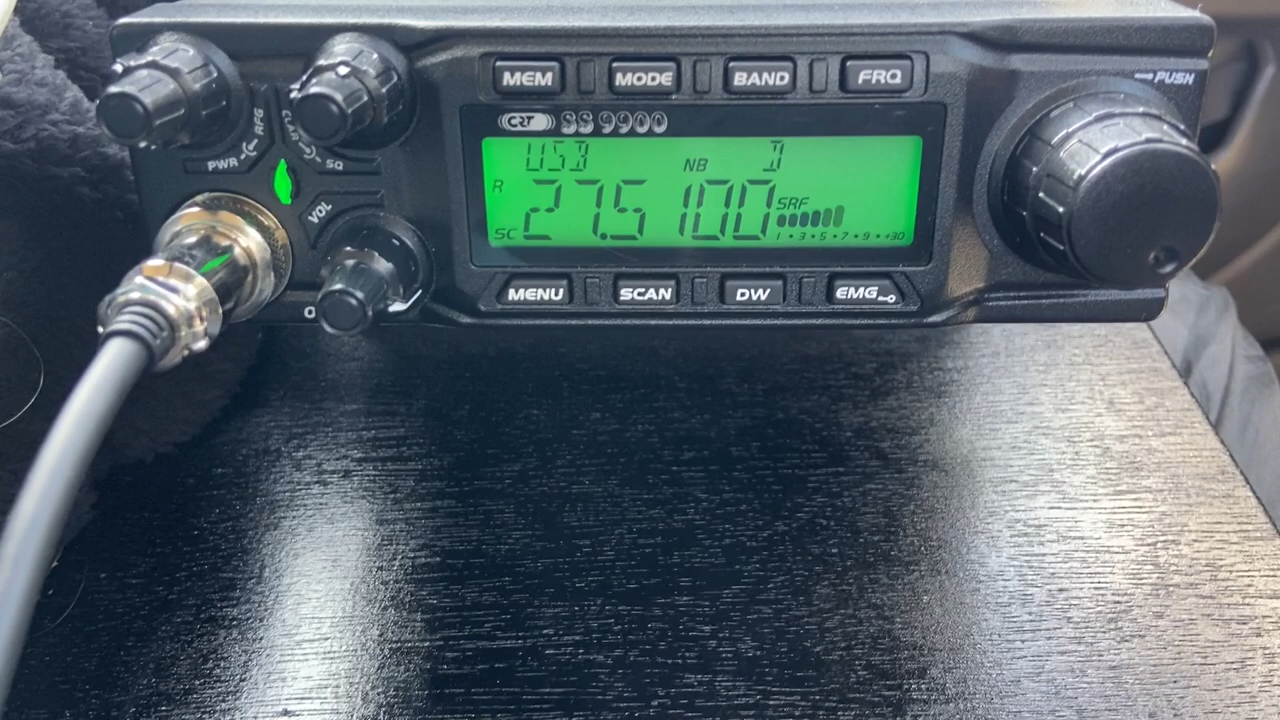 MEM MODE BAND FRQ
PUSH
CRT SS 9900
USB NB D
R 27.5 100 SRF
SC 1 • 3 • 5 • 7 • 9 • +30
PWR RFG
CLAR SQ
VOL
MENU SCAN DW EMG